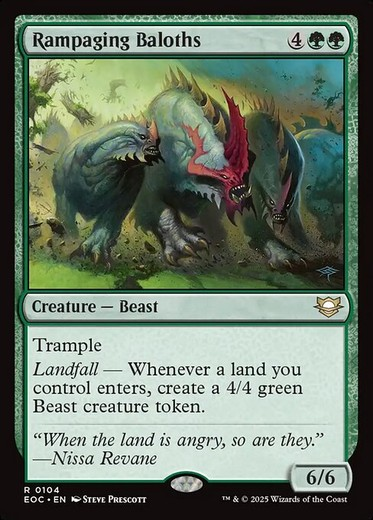 Rampaging Baloths 4
Creature — Beast
Trample
Landfall — Whenever a land you
control enters, create a 4/4 green
Beast creature token.
“When the land is angry, so are they.”
—Nissa Revane
6/6
R 0104
EOC • EN Steve Prescott
™ & © 2025 Wizards of the Coast